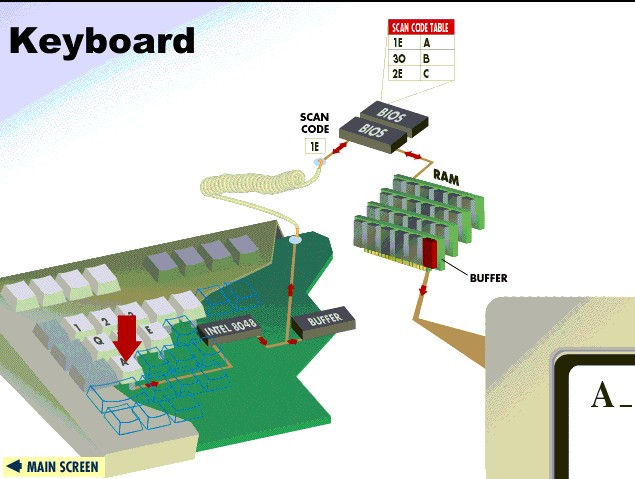 Keyboard
SCAN CODE TABLE
1E A
30 B
2E C
BIOS
BIOS
SCAN
CODE
1E
RAM
BUFFER
1 2
Q E
A
INTEL 8048
BUFFER
A_
MAIN SCREEN